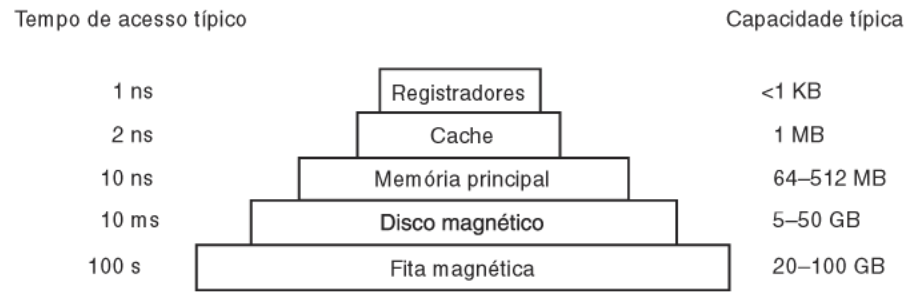 Tempo de acesso típico Capacidade típica
1 ns Registradores <1 KB
2 ns Cache 1 MB
10 ns Memória principal 64–512 MB
10 ms Disco magnético 5–50 GB
100 s Fita magnética 20–100 GB